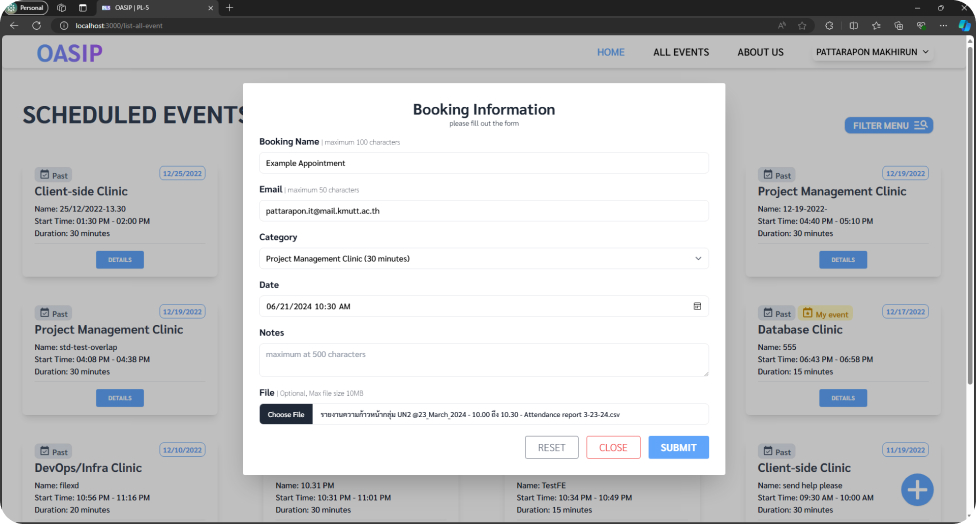 Personal
OASIP | PL-5
localhost:3000/list-all-event
OASIP
HOME
ALL EVENTS
ABOUT US
PATTARAPON MAKHIRUN
SCHEDULED EVENTS
FILTER MENU
Past
12/25/2022
Client-side Clinic
Name: 25/12/2022-13.30
Start Time: 01:30 PM - 02:00 PM
Duration: 30 minutes
DETAILS
Past
12/19/2022
Project Management Clinic
Name: 12-19-2022-
Start Time: 04:40 PM - 05:10 PM
Duration: 30 minutes
DETAILS
Booking Information
please fill out the form
Booking Name | maximum 100 characters
Example Appointment
Email | maximum 50 characters
pattarapon.it@mail.kmutt.ac.th
Category
Project Management Clinic (30 minutes)
Date
06/21/2024 10:30 AM
Notes
maximum at 500 characters
File | Optional, Max file size 10MB
Choose File
รายงานความก้าวหน้ากลุ่ม UN2 @23_March_2024 - 10.00 ถึง 10.30 - Attendance report 3-23-24.csv
RESET
CLOSE
SUBMIT
Past
12/19/2022
Project Management Clinic
Name: std-test-overlap
Start Time: 04:08 PM - 04:38 PM
Duration: 30 minutes
DETAILS
Past
My event
12/17/2022
Database Clinic
Name: 555
Start Time: 06:43 PM - 06:58 PM
Duration: 15 minutes
DETAILS
Past
12/10/2022
DevOps/Infra Clinic
Name: filexd
Start Time: 10:56 PM - 11:16 PM
Duration: 20 minutes
Name: 10.31 PM
Start Time: 10:31 PM - 11:01 PM
Duration: 30 minutes
Name: TestFE
Start Time: 10:34 PM - 10:49 PM
Duration: 15 minutes
Past
11/19/2022
Client-side Clinic
Name: send help please
Start Time: 09:30 AM - 10:00 AM
Duration: 30 minutes